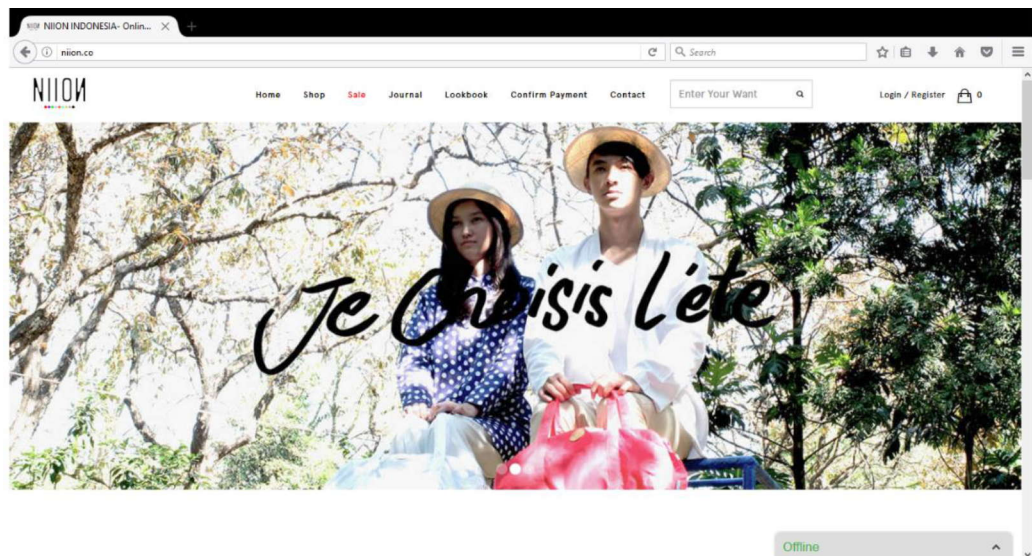 NIION INDONESIA- Onlin...
niion.co
Search
NIION
Home Shop Sale Journal Lookbook Confirm Payment Contact
Enter Your Want
Login / Register 0
Je Choisis L'éte
Offline